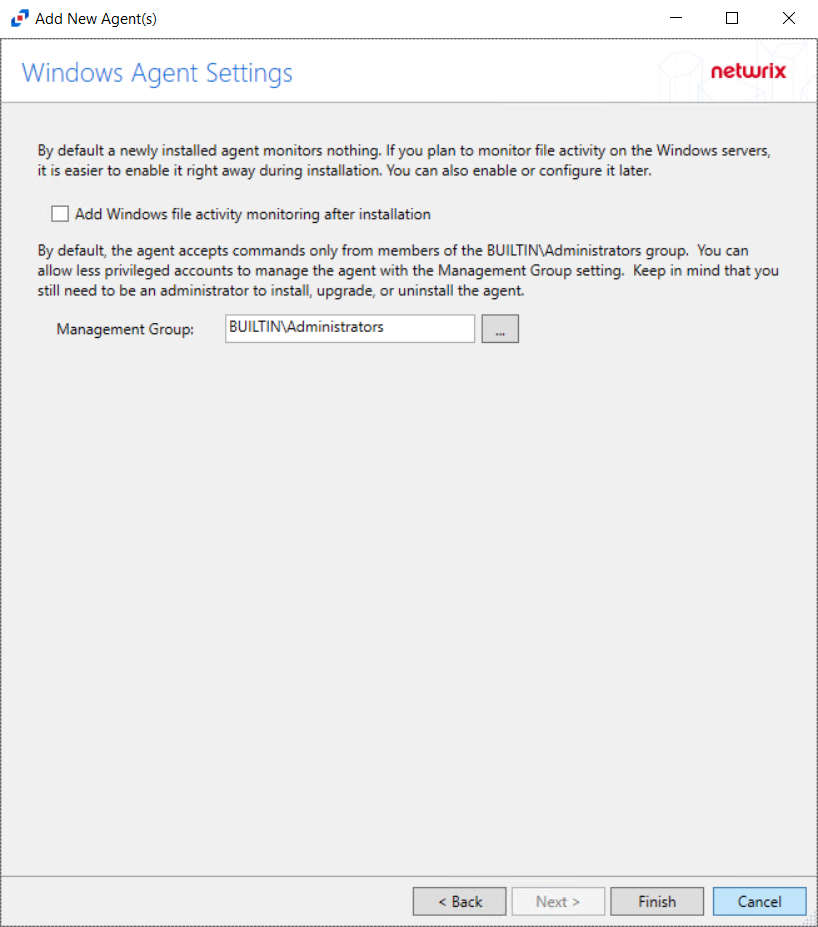 Add New Agent(s)
Windows Agent Settings
netwrix
By default a newly installed agent monitors nothing. If you plan to monitor file activity on the Windows servers,
it is easier to enable it right away during installation. You can also enable or configure it later.
Add Windows file activity monitoring after installation
By default, the agent accepts commands only from members of the BUILTIN\Administrators group.  You can
allow less privileged accounts to manage the agent with the Management Group setting.  Keep in mind that you
still need to be an administrator to install, upgrade, or uninstall the agent.
Management Group: BUILTIN\Administrators ...
< Back Next > Finish Cancel